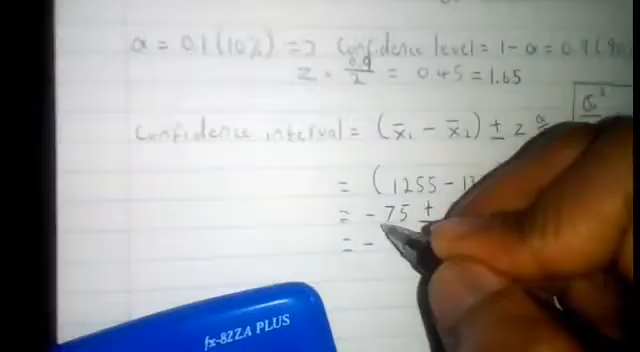 α = 0.1 (10%) => Confidence level = 1 - α = 0.9 (90
z · 0.9/2 = 0.45 = 1.65
Confidence interval = (x̄₁ - x̄₂) ± z α
σ²
= (1255 - 13
= -75 ±
= -
fx-82ZA PLUS